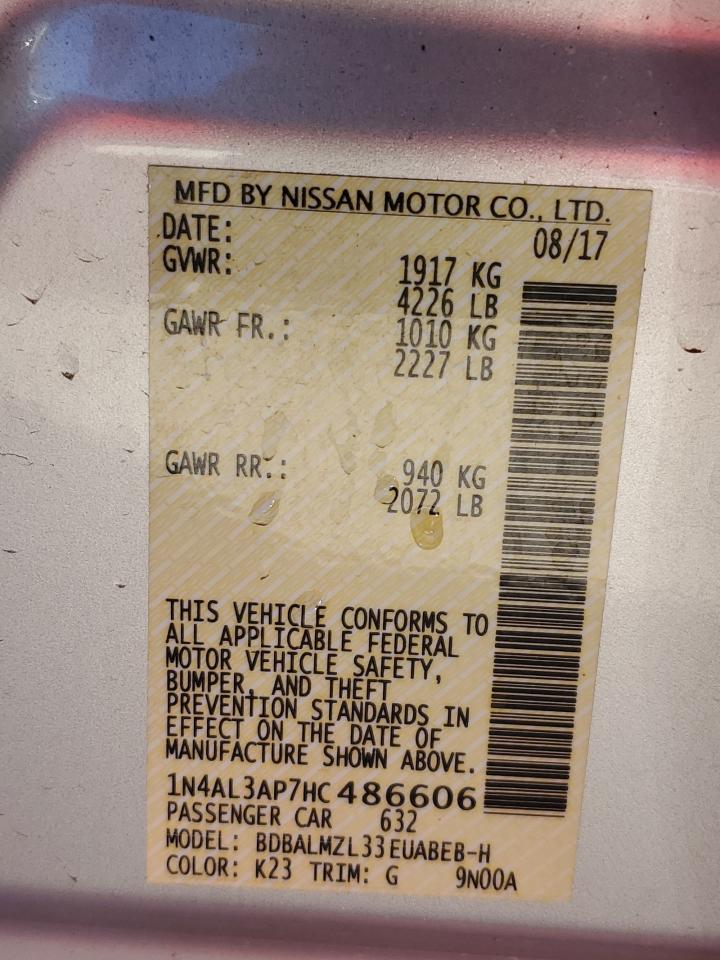 MFD BY NISSAN MOTOR CO., LTD.
DATE: 08/17
GVWR: 1917 KG
4226 LB
GAWR FR.: 1010 KG
2227 LB
GAWR RR.: 940 KG
2072 LB
THIS VEHICLE CONFORMS TO
ALL APPLICABLE FEDERAL
MOTOR VEHICLE SAFETY,
BUMPER, AND THEFT
PREVENTION STANDARDS IN
EFFECT ON THE DATE OF
MANUFACTURE SHOWN ABOVE.
1N4AL3AP7HC486606
PASSENGER CAR 632
MODEL: BDBALMZL33EUABEB-H
COLOR: K23 TRIM: G 9N00A